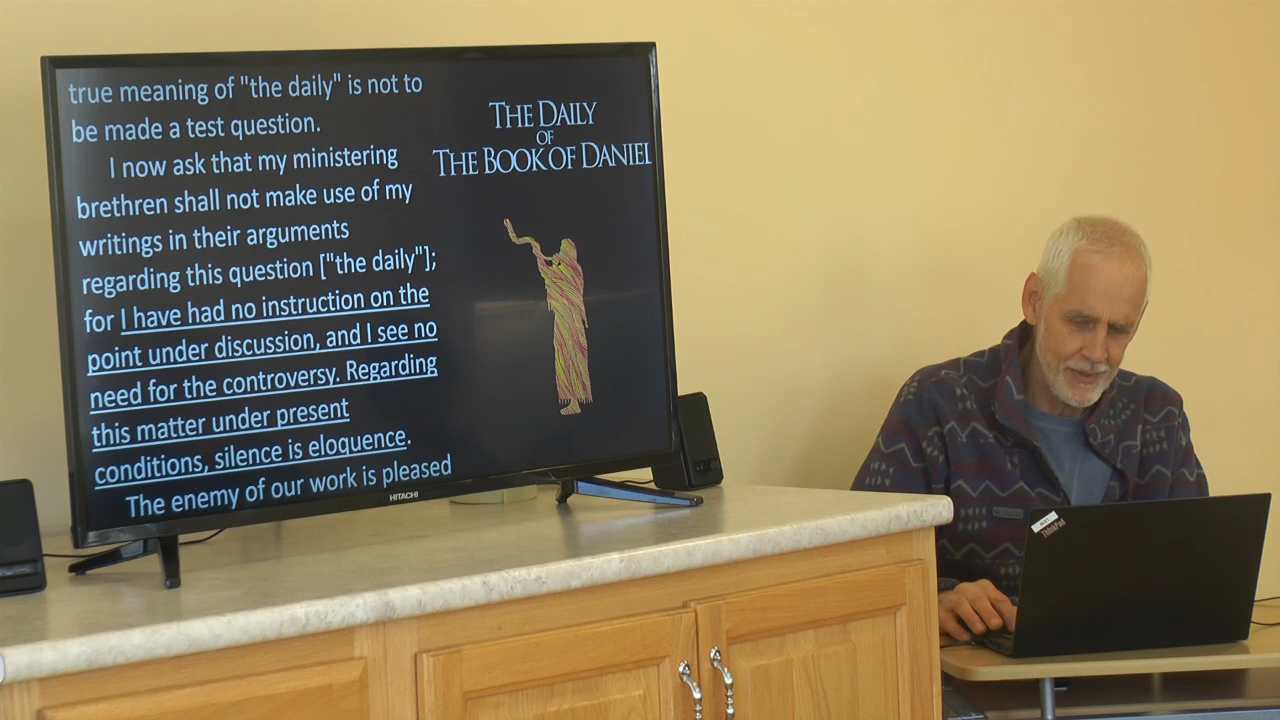 true meaning of "the daily" is not to
be made a test question.
I now ask that my ministering
brethren shall not make use of my
writings in their arguments
regarding this question ["the daily"];
for I have had no instruction on the
point under discussion, and I see no
need for the controversy. Regarding
this matter under present
conditions, silence is eloquence.
The enemy of our work is pleased
THE DAILY
OF
THE BOOK OF DANIEL
HITACHI
ThinkPad